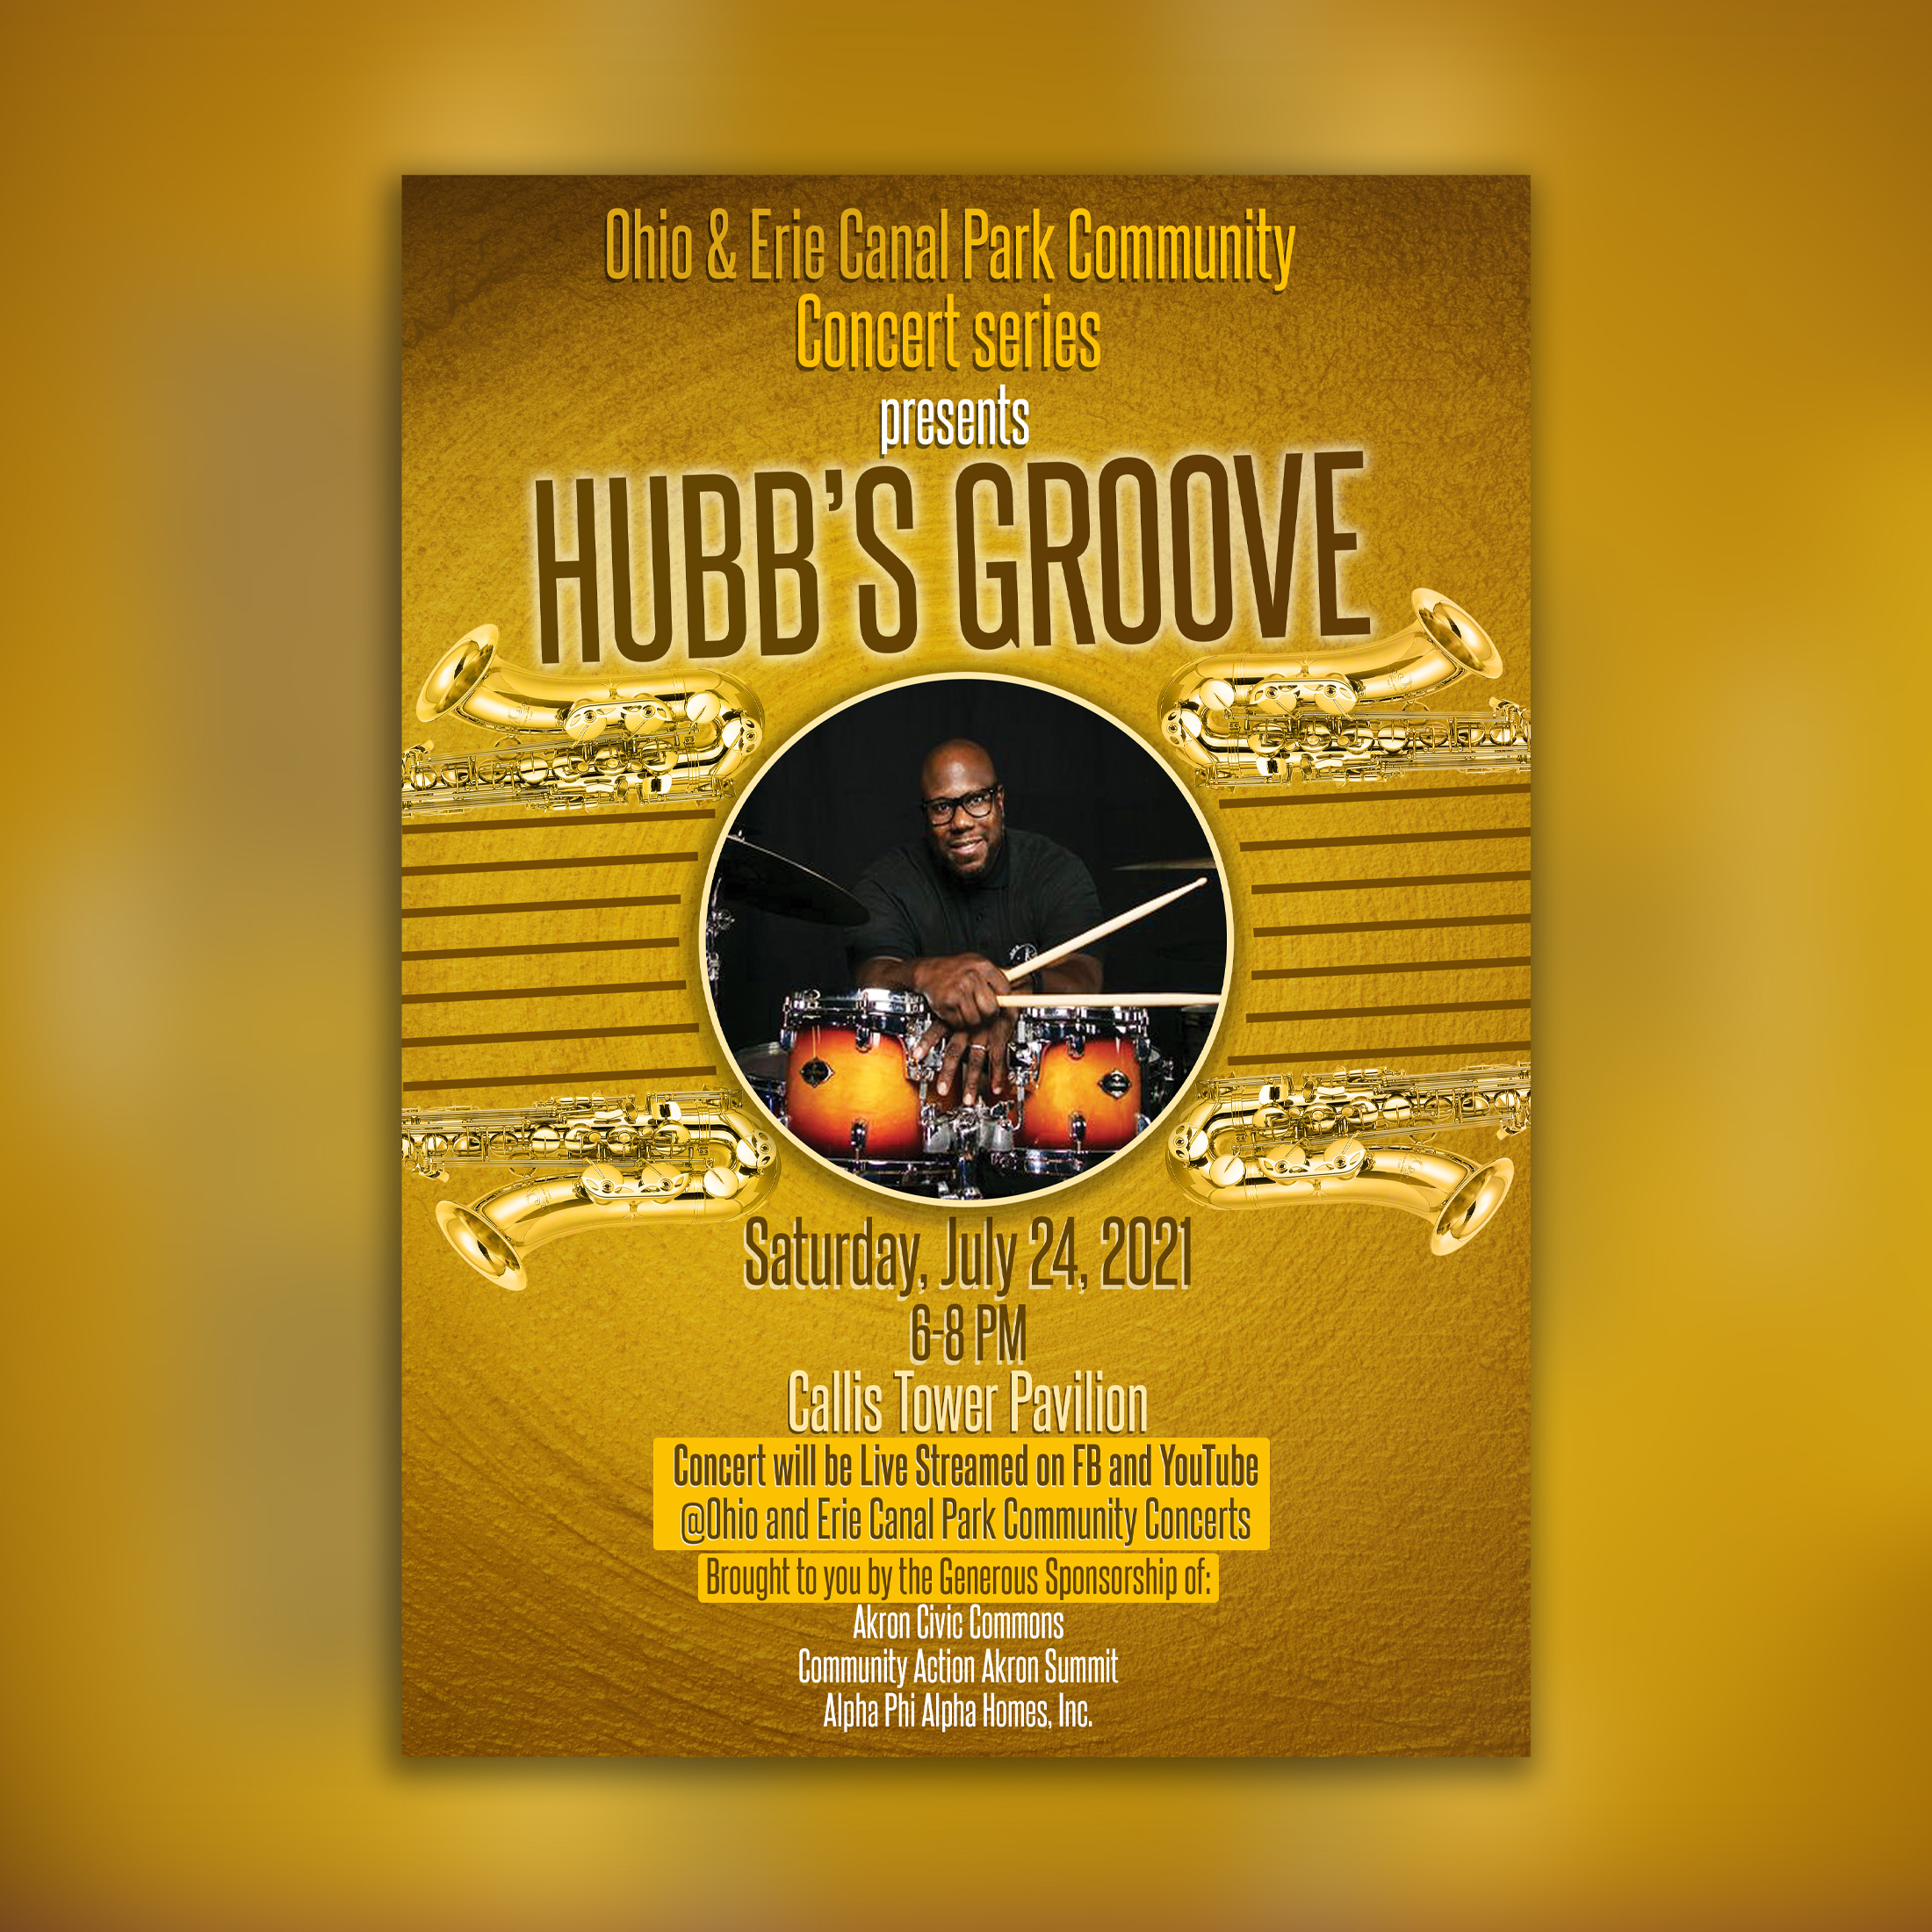 Ohio & Erie Canal Park Community
Concert series
presents
HUBB'S GROOVE
Saturday, July 24, 2021
6-8 PM
Callis Tower Pavilion
Concert will be Live Streamed on FB and YouTube
@Ohio and Erie Canal Park Community Concerts
Brought to you by the Generous Sponsorship of:
Akron Civic Commons
Community Action Akron Summit
Alpha Phi Alpha Homes, Inc.